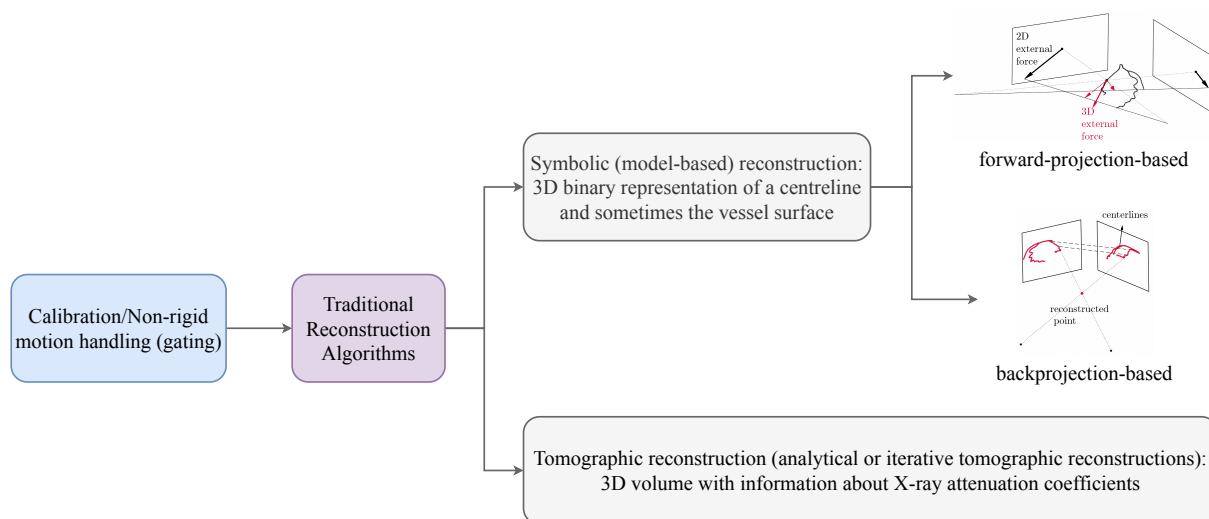 2D
external
force
3D
external
force
forward-projection-based
Symbolic (model-based) reconstruction:
3D binary representation of a centreline
and sometimes the vessel surface
centerlines
reconstructed
point
backprojection-based
Calibration/Non-rigid
motion handling (gating)
Traditional
Reconstruction
Algorithms
Tomographic reconstruction (analytical or iterative tomographic reconstructions):
3D volume with information about X-ray attenuation coefficients